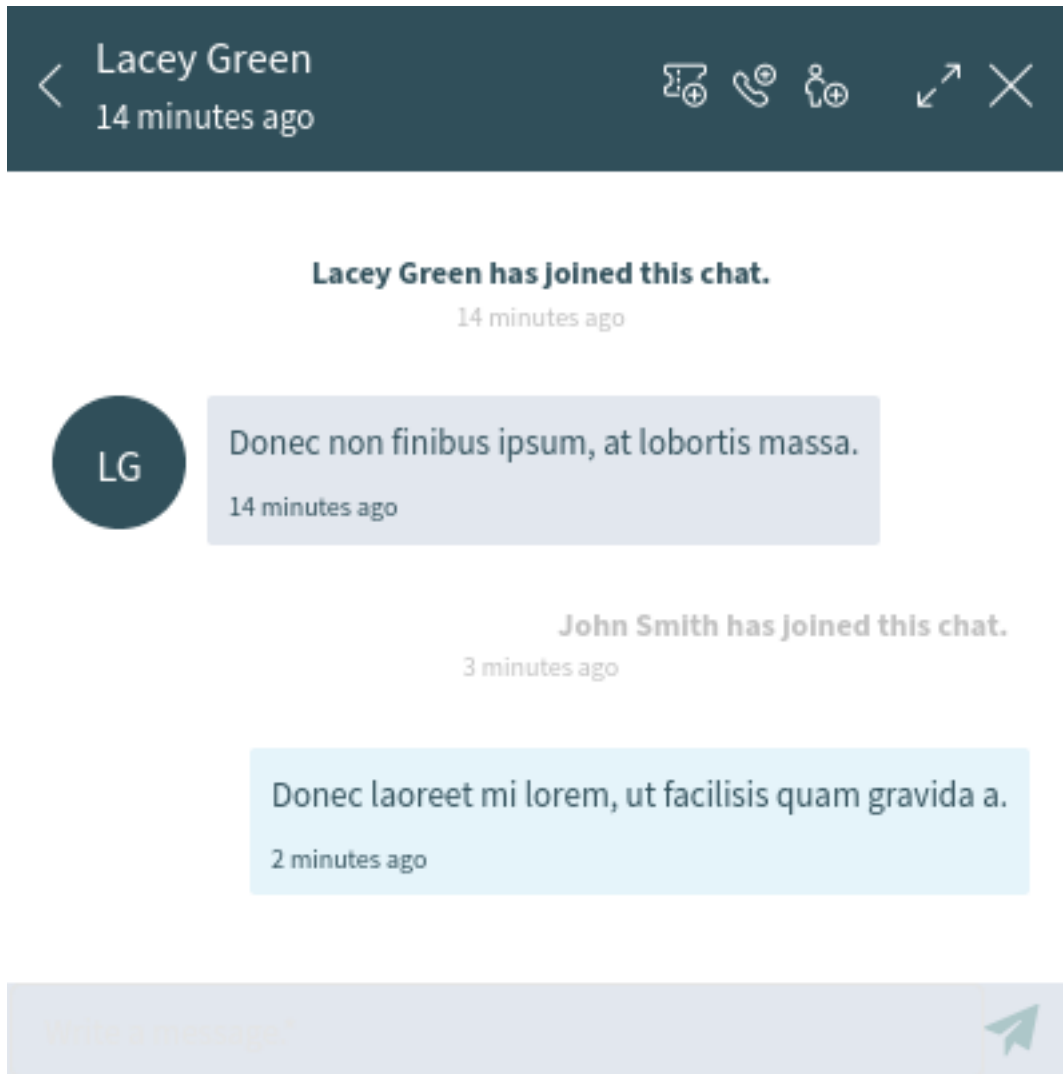 Lacey Green
14 minutes ago
Lacey Green has joined this chat.
14 minutes ago
LG
Donec non finibus ipsum, at lobortis massa.
14 minutes ago
John Smith has joined this chat.
3 minutes ago
Donec laoreet mi lorem, ut facilisis quam gravida a.
2 minutes ago